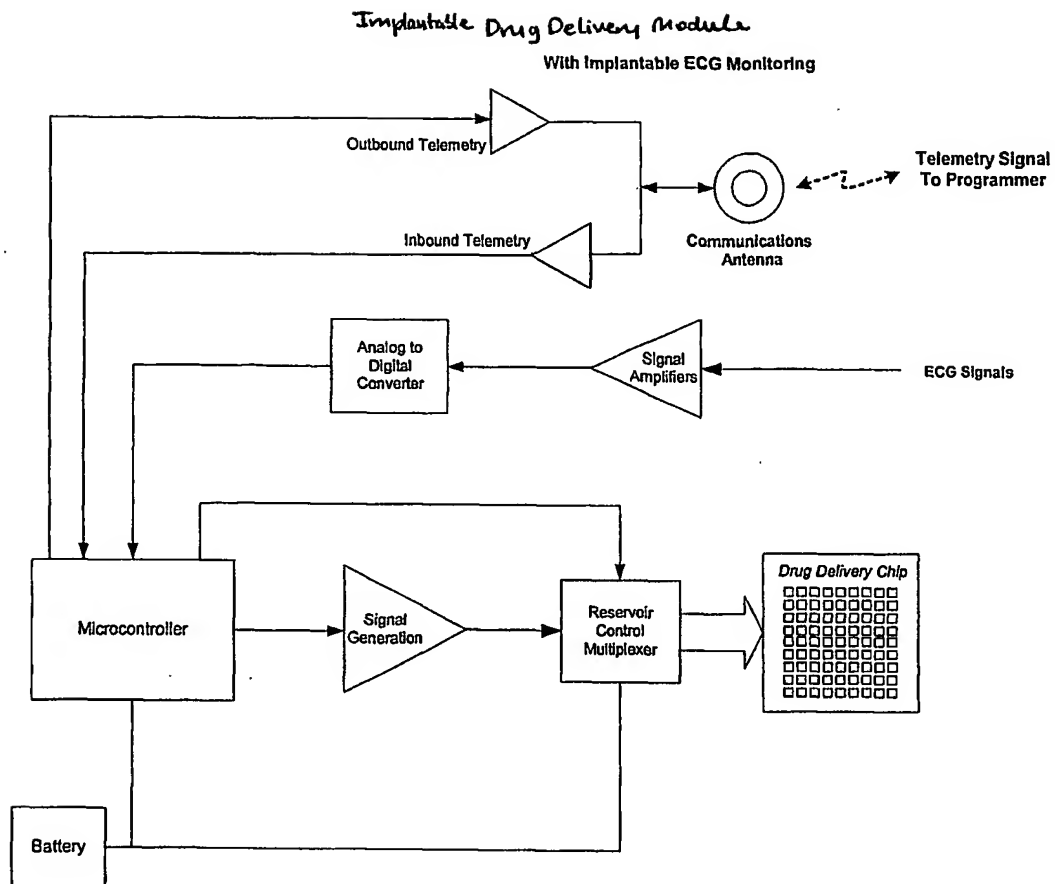 Implantable Drug Delivery Module
With Implantable ECG Monitoring
Outbound Telemetry
Telemetry Signal
To Programmer
Inbound Telemetry
Communications
Antenna
Analog to
Digital
Converter
Signal
Amplifiers
ECG Signals
Drug Delivery Chip
Microcontroller
Signal
Generation
Reservoir
Control
Multiplexer
Battery